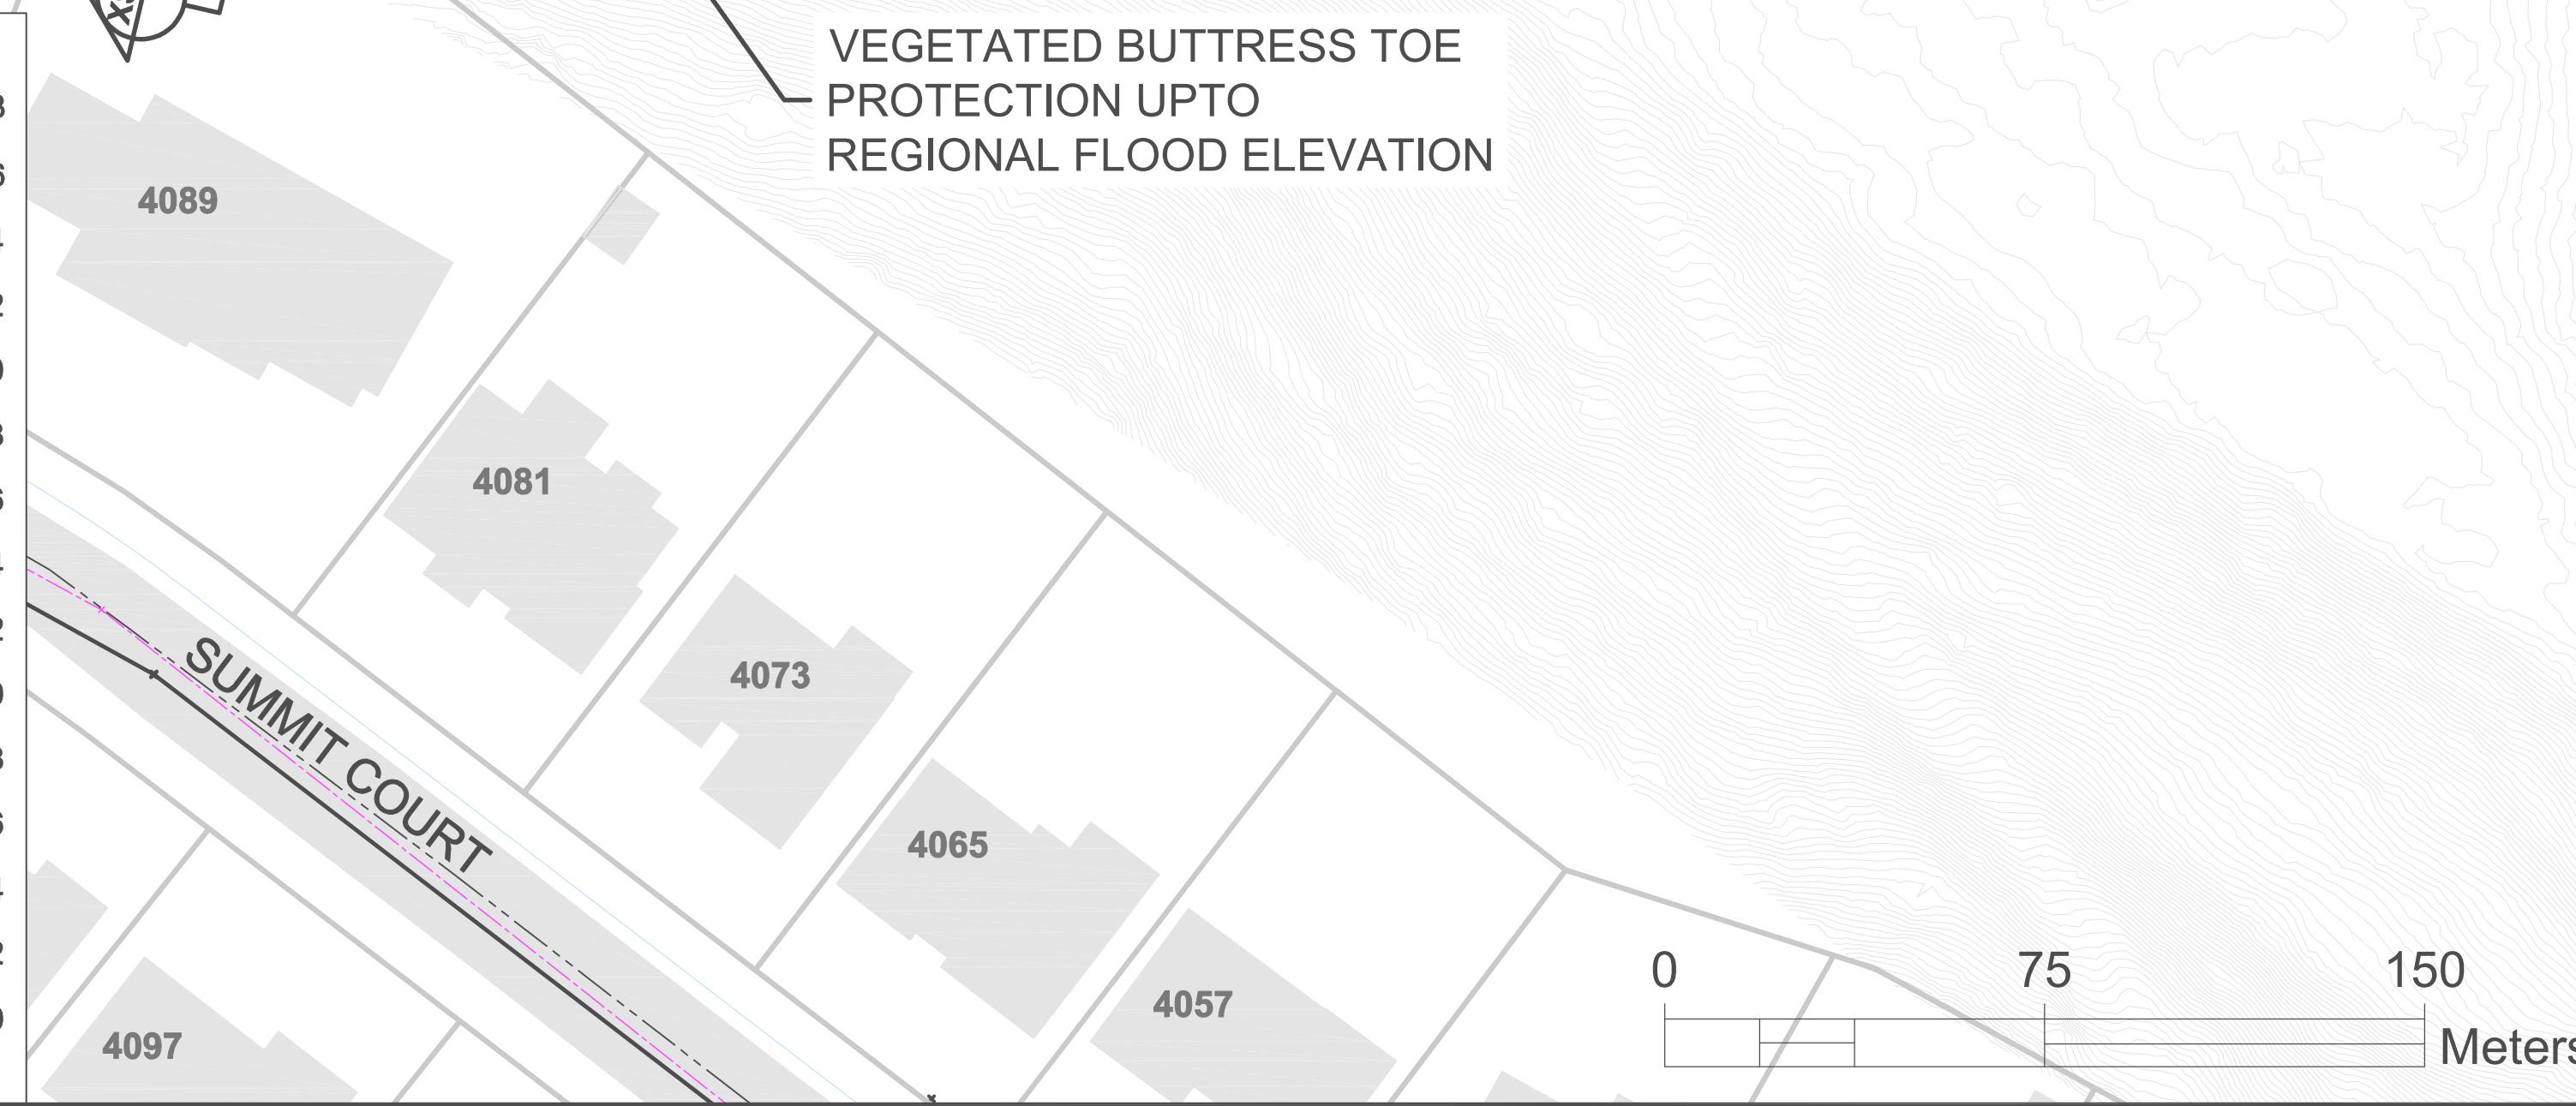 VEGETATED BUTTRESS TOE
PROTECTION UPTO
REGIONAL FLOOD ELEVATION
4089
4081
4073
SUMMIT COURT
4065
4057
4097
0 75 150
Meters